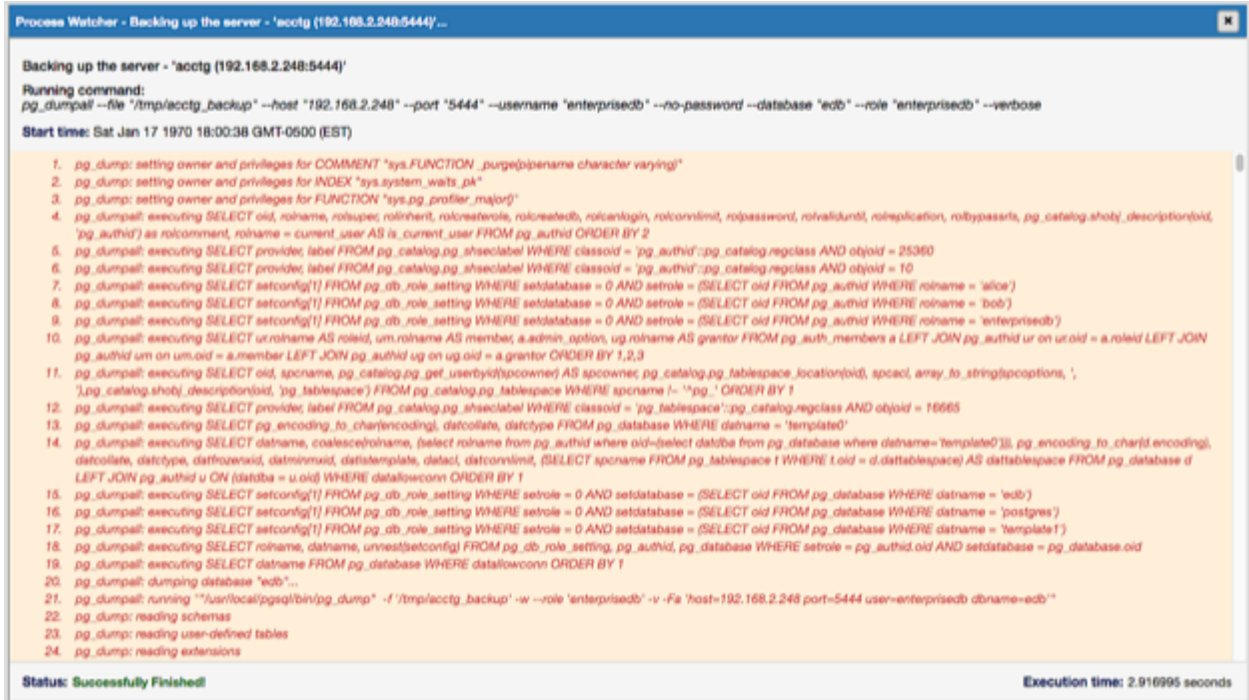 Process Watcher - Backing up the server - 'acctg (192.168.2.248:5444)'...
Backing up the server - 'acctg (192.168.2.248:5444)'
Running command:
pg_dumpall --file "/tmp/acctg_backup" --host "192.168.2.248" --port "5444" --username "enterprisedb" --no-password --database "edb" --role "enterprisedb" --verbose
Start time: Sat Jan 17 1970 18:00:38 GMT-0500 (EST)
1. pg_dump: setting owner and privileges for COMMENT "sys.FUNCTION _purge(pipename character varying)"
2. pg_dump: setting owner and privileges for INDEX "sys.system_waits_pk"
3. pg_dump: setting owner and privileges for FUNCTION "sys.pg_profiler_major()"
4. pg_dumpall: executing SELECT oid, rolname, rolsuper, rolinherit, rolcreaterole, rolcreatedb, rolcanlogin, rolconnlimit, rolpassword, rolvaliduntil, rolreplication, rolbypassrls, pg_catalog.shobj_description(oid,
'pg_authid') as rolcomment, rolname = current_user AS is_current_user FROM pg_authid ORDER BY 2
5. pg_dumpall: executing SELECT provider, label FROM pg_catalog.pg_shseclabel WHERE classoid = 'pg_authid'::pg_catalog.regclass AND objoid = 25360
6. pg_dumpall: executing SELECT provider, label FROM pg_catalog.pg_shseclabel WHERE classoid = 'pg_authid'::pg_catalog.regclass AND objoid = 10
7. pg_dumpall: executing SELECT setconfig[1] FROM pg_db_role_setting WHERE setdatabase = 0 AND setrole = (SELECT oid FROM pg_authid WHERE rolname = 'alice')
8. pg_dumpall: executing SELECT setconfig[1] FROM pg_db_role_setting WHERE setdatabase = 0 AND setrole = (SELECT oid FROM pg_authid WHERE rolname = 'bob')
9. pg_dumpall: executing SELECT setconfig[1] FROM pg_db_role_setting WHERE setdatabase = 0 AND setrole = (SELECT oid FROM pg_authid WHERE rolname = 'enterprisedb')
10. pg_dumpall: executing SELECT ur.rolname AS roleid, um.rolname AS member, a.admin_option, ug.rolname AS grantor FROM pg_auth_members a LEFT JOIN pg_authid ur on ur.oid = a.roleid LEFT JOIN
pg_authid um on um.oid = a.member LEFT JOIN pg_authid ug on ug.oid = a.grantor ORDER BY 1,2,3
11. pg_dumpall: executing SELECT oid, spcname, pg_catalog.pg_get_userbyid(spcowner) AS spcowner, pg_catalog.pg_tablespace_location(oid), spcacl, array_to_string(spcoptions, ',
'),pg_catalog.shobj_description(oid, 'pg_tablespace') FROM pg_catalog.pg_tablespace WHERE spcname !~ '^pg_' ORDER BY 1
12. pg_dumpall: executing SELECT provider, label FROM pg_catalog.pg_shseclabel WHERE classoid = 'pg_tablespace'::pg_catalog.regclass AND objoid = 16665
13. pg_dumpall: executing SELECT pg_encoding_to_char(encoding), datcollate, datctype FROM pg_database WHERE datname = 'template0'
14. pg_dumpall: executing SELECT datname, coalesce(rolname, (select rolname from pg_authid where oid=(select datdba from pg_database where datname='template0'))), pg_encoding_to_char(d.encoding),
datcollate, datctype, datfrozenxid, datminmxid, datistemplate, datacl, datconnlimit, (SELECT spcname FROM pg_tablespace t WHERE t.oid = d.dattablespace) AS dattablespace FROM pg_database d
LEFT JOIN pg_authid u ON (datdba = u.oid) WHERE datallowconn ORDER BY 1
15. pg_dumpall: executing SELECT setconfig[1] FROM pg_db_role_setting WHERE setrole = 0 AND setdatabase = (SELECT oid FROM pg_database WHERE datname = 'edb')
16. pg_dumpall: executing SELECT setconfig[1] FROM pg_db_role_setting WHERE setrole = 0 AND setdatabase = (SELECT oid FROM pg_database WHERE datname = 'postgres')
17. pg_dumpall: executing SELECT setconfig[1] FROM pg_db_role_setting WHERE setrole = 0 AND setdatabase = (SELECT oid FROM pg_database WHERE datname = 'template1')
18. pg_dumpall: executing SELECT rolname, datname, unnest(setconfig) FROM pg_db_role_setting, pg_authid, pg_database WHERE setrole = pg_authid.oid AND setdatabase = pg_database.oid
19. pg_dumpall: executing SELECT datname FROM pg_database WHERE datallowconn ORDER BY 1
20. pg_dumpall: dumping database "edb"...
21. pg_dumpall: running ""/usr/local/pgsql/bin/pg_dump" -f '/tmp/acctg_backup' -w --role 'enterprisedb' -v -Fa 'host=192.168.2.248 port=5444 user=enterprisedb dbname=edb'"
22. pg_dump: reading schemas
23. pg_dump: reading user-defined tables
24. pg_dump: reading extensions
Status: Successfully Finished!
Execution time: 2.916995 seconds